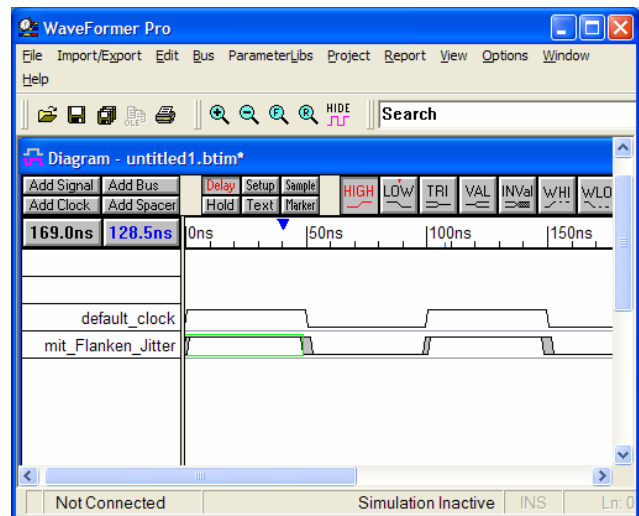 WaveFormer Pro
File Import/Export Edit Bus ParameterLibs Project Report View Options Window
Help
OLE HIDE Search
Diagram - untitled1.btim*
Add Signal Add Bus Delay Setup Sample HIGH LOW TRI VAL INVal WHI WLO
Add Clock Add Spacer Hold Text Marker
169.0ns 128.5ns 0ns 50ns 100ns 150ns
default_clock
mit_Flanken_Jitter
Not Connected Simulation Inactive INS Ln: 0